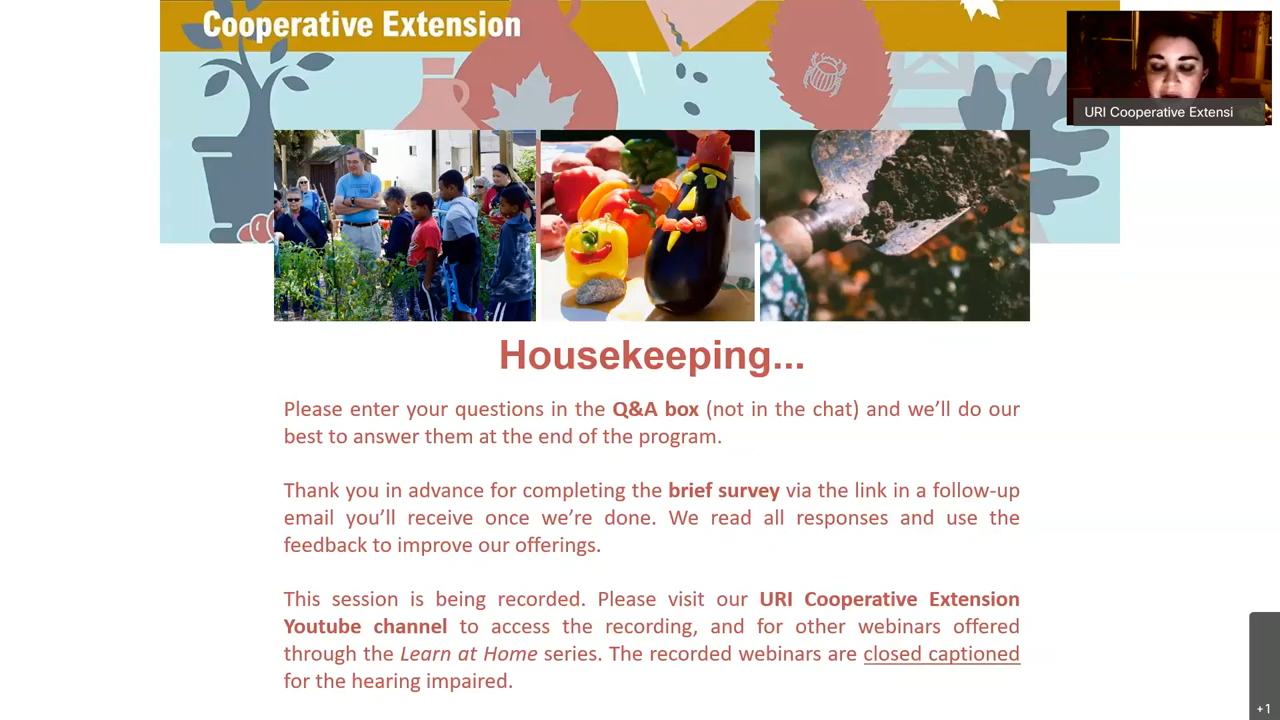 Cooperative Extension
URI Cooperative Extensi
Housekeeping...
Please enter your questions in the Q&A box (not in the chat) and we'll do our
best to answer them at the end of the program.
Thank you in advance for completing the brief survey via the link in a follow-up
email you'll receive once we're done. We read all responses and use the
feedback to improve our offerings.
This session is being recorded. Please visit our URI Cooperative Extension
Youtube channel to access the recording, and for other webinars offered
through the Learn at Home series. The recorded webinars are closed captioned
for the hearing impaired.
+1